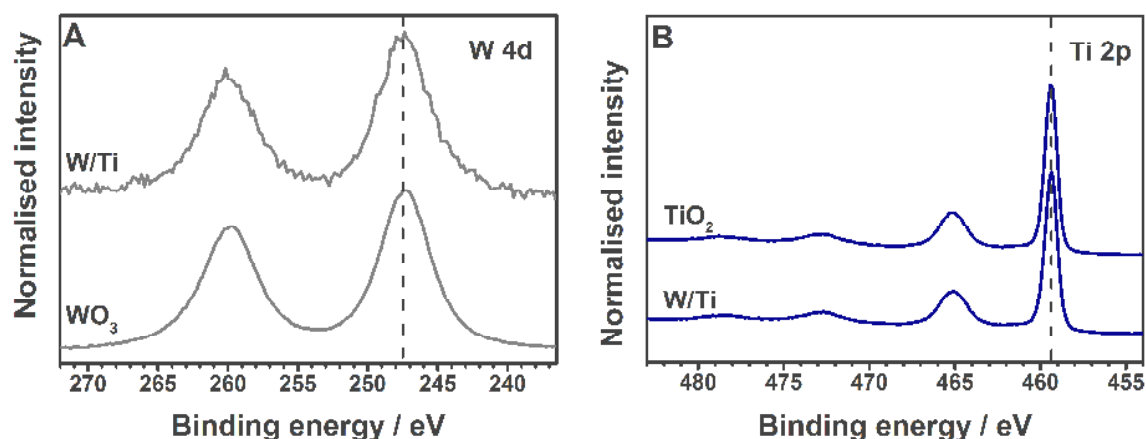 A
W 4d
Normalised intensity
W/Ti
WO₃
270 265 260 255 250 245 240
Binding energy / eV
B
Ti 2p
Normalised intensity
TiO₂
W/Ti
480 475 470 465 460 455
Binding energy / eV